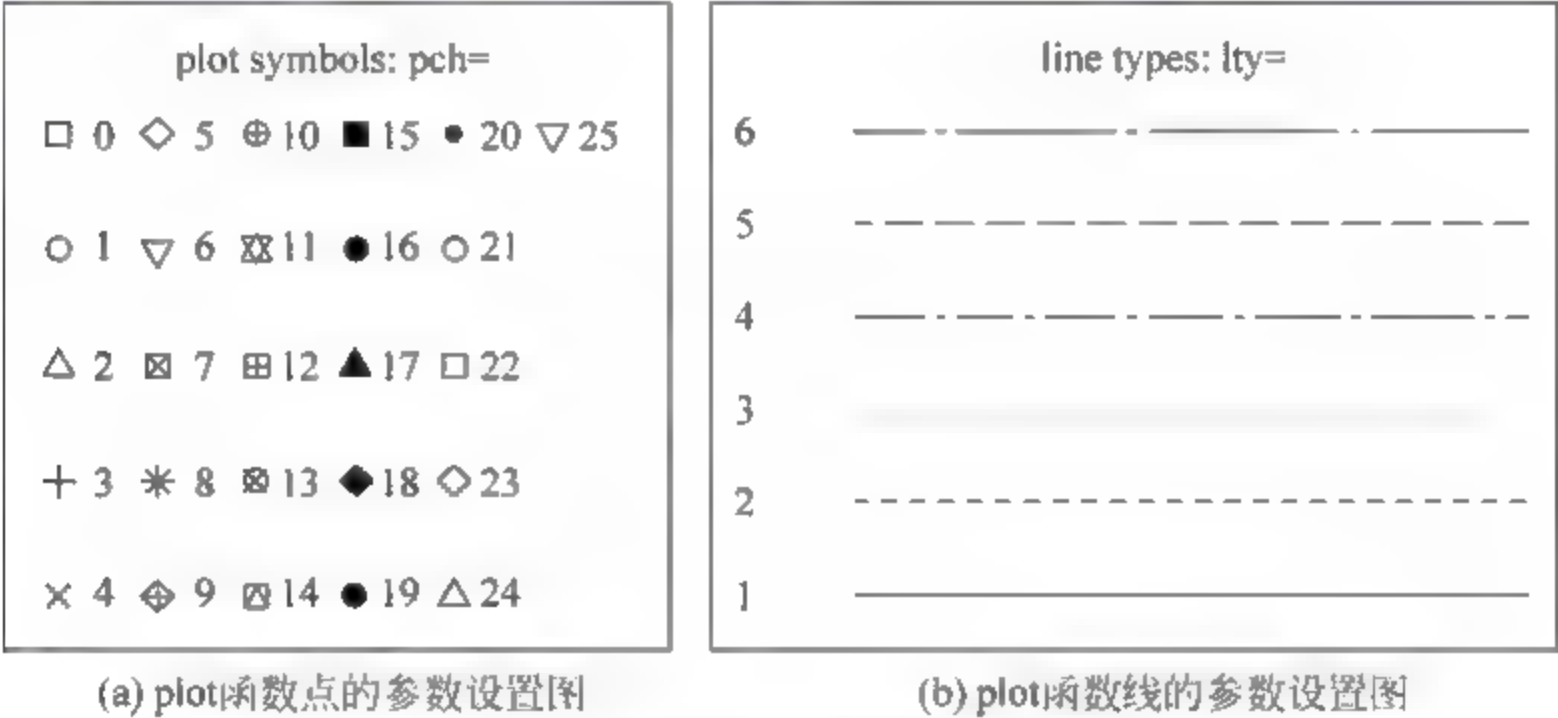 plot symbols: pch=
0 5 10 15 20 25
1 6 11 16 21
2 7 12 17 22
3 8 13 18 23
4 9 14 19 24
(a) plot函数点的参数设置图
line types: lty=
6
5
4
3
2
1
(b) plot函数线的参数设置图